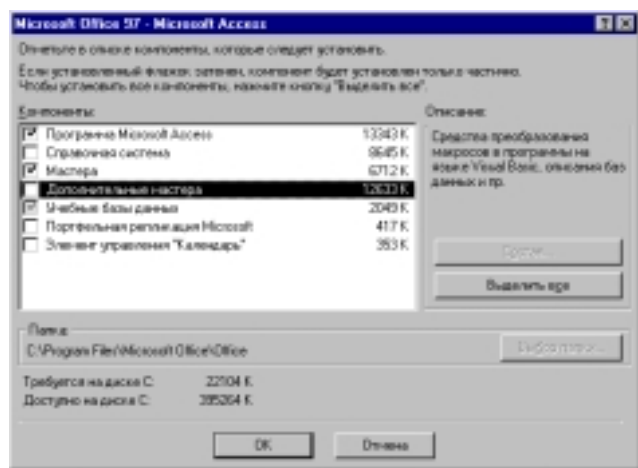 Microsoft Office 97 - Microsoft Access
Отметьте в списке компоненты, которые следует установить.
Если установленный флажок затенен, компонент будет установлен только частично.
Чтобы установить все компоненты, нажмите кнопку "Выделить все".
Компоненты:
Программа Microsoft Access 13343 К
Справочная система 8645 К
Мастера 6712 К
Дополнительные мастера 12633 К
Учебные базы данных 2049 К
Портфельная репликация Microsoft 417 К
Элемент управления "Календарь" 353 К
Описание:
Средства преобразования
макросов в программы на
языке Visual Basic, описания баз
данных и пр.
Состав...
Выделить все
Папка:
C:\Program Files\Microsoft Office\Office
Выбор папки...
Требуется на диске C: 22104 К
Доступно на диске C: 395264 К
OK
Отмена